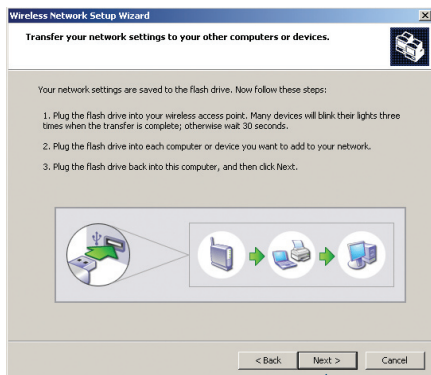 Wireless Network Setup Wizard
Transfer your network settings to your other computers or devices.
Your network settings are saved to the flash drive. Now follow these steps:
1. Plug the flash drive into your wireless access point. Many devices will blink their lights three
times when the transfer is complete; otherwise wait 30 seconds.
2. Plug the flash drive into each computer or device you want to add to your network.
3. Plug the flash drive back into this computer, and then click Next.
< Back Next > Cancel